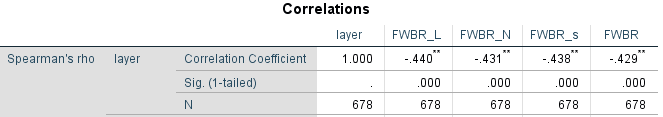 Correlations
layer FWBR_L FWBR_N FWBR_s FWBR
Spearman's rho layer Correlation Coefficient 1.000 -.440** -.431** -.438** -.429**
Sig. (1-tailed) . .000 .000 .000 .000
N 678 678 678 678 678